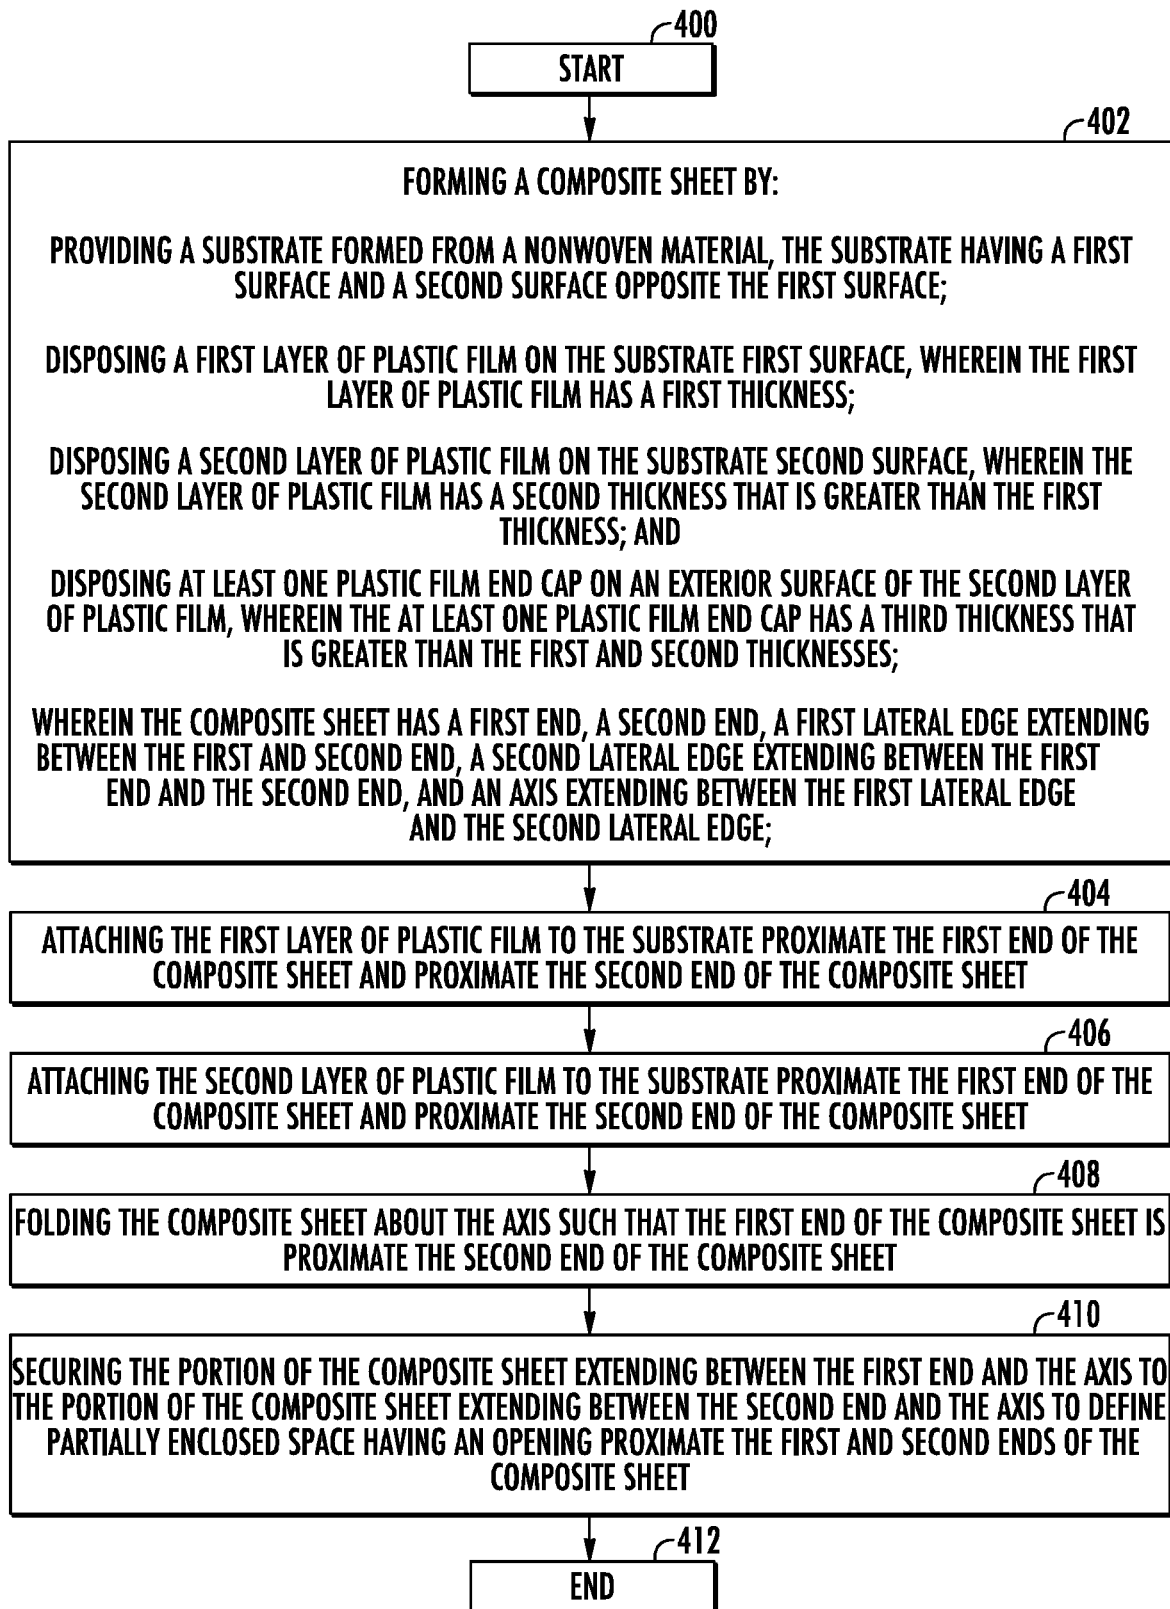 400
START
402
FORMING A COMPOSITE SHEET BY:
PROVIDING A SUBSTRATE FORMED FROM A NONWOVEN MATERIAL, THE SUBSTRATE HAVING A FIRST
SURFACE AND A SECOND SURFACE OPPOSITE THE FIRST SURFACE;
DISPOSING A FIRST LAYER OF PLASTIC FILM ON THE SUBSTRATE FIRST SURFACE, WHEREIN THE FIRST
LAYER OF PLASTIC FILM HAS A FIRST THICKNESS;
DISPOSING A SECOND LAYER OF PLASTIC FILM ON THE SUBSTRATE SECOND SURFACE, WHEREIN THE
SECOND LAYER OF PLASTIC FILM HAS A SECOND THICKNESS THAT IS GREATER THAN THE FIRST
THICKNESS; AND
DISPOSING AT LEAST ONE PLASTIC FILM END CAP ON AN EXTERIOR SURFACE OF THE SECOND LAYER
OF PLASTIC FILM, WHEREIN THE AT LEAST ONE PLASTIC FILM END CAP HAS A THIRD THICKNESS THAT
IS GREATER THAN THE FIRST AND SECOND THICKNESSES;
WHEREIN THE COMPOSITE SHEET HAS A FIRST END, A SECOND END, A FIRST LATERAL EDGE EXTENDING
BETWEEN THE FIRST AND SECOND END, A SECOND LATERAL EDGE EXTENDING BETWEEN THE FIRST
END AND THE SECOND END, AND AN AXIS EXTENDING BETWEEN THE FIRST LATERAL EDGE
AND THE SECOND LATERAL EDGE;
404
ATTACHING THE FIRST LAYER OF PLASTIC FILM TO THE SUBSTRATE PROXIMATE THE FIRST END OF THE
COMPOSITE SHEET AND PROXIMATE THE SECOND END OF THE COMPOSITE SHEET
406
ATTACHING THE SECOND LAYER OF PLASTIC FILM TO THE SUBSTRATE PROXIMATE THE FIRST END OF THE
COMPOSITE SHEET AND PROXIMATE THE SECOND END OF THE COMPOSITE SHEET
408
FOLDING THE COMPOSITE SHEET ABOUT THE AXIS SUCH THAT THE FIRST END OF THE COMPOSITE SHEET IS
PROXIMATE THE SECOND END OF THE COMPOSITE SHEET
410
SECURING THE PORTION OF THE COMPOSITE SHEET EXTENDING BETWEEN THE FIRST END AND THE AXIS TO
THE PORTION OF THE COMPOSITE SHEET EXTENDING BETWEEN THE SECOND END AND THE AXIS TO DEFINE
PARTIALLY ENCLOSED SPACE HAVING AN OPENING PROXIMATE THE FIRST AND SECOND ENDS OF THE
COMPOSITE SHEET
412
END